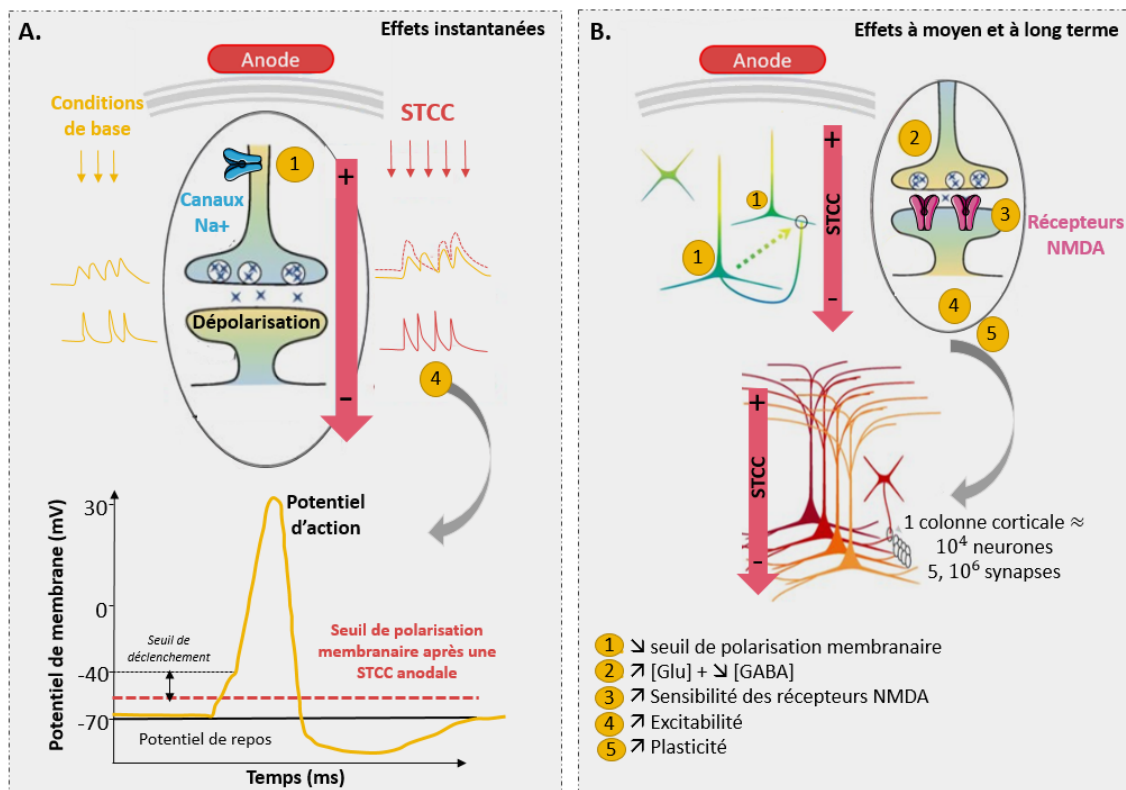 A.
Effets instantanées
Anode
Conditions
de base
STCC
1
+
Canaux
Na+
Dépolarisation
-
4
Potentiel de membrane (mV)
30
0
-40
-70
Potentiel
d'action
Seuil de
déclenchement
Seuil de polarisation
membranaire après une
STCC anodale
Potentiel de repos
Temps (ms)
B.
Effets à moyen et à long terme
Anode
+
STCC
-
1
1
2
3
Récepteurs
NMDA
4
5
+
STCC
-
1 colonne corticale ≈
10⁴ neurones
5, 10⁶ synapses
1 ↘ seuil de polarisation membranaire
2 ↗ [Glu] + ↘ [GABA]
3 ↗ Sensibilité des récepteurs NMDA
4 ↗ Excitabilité
5 ↗ Plasticité